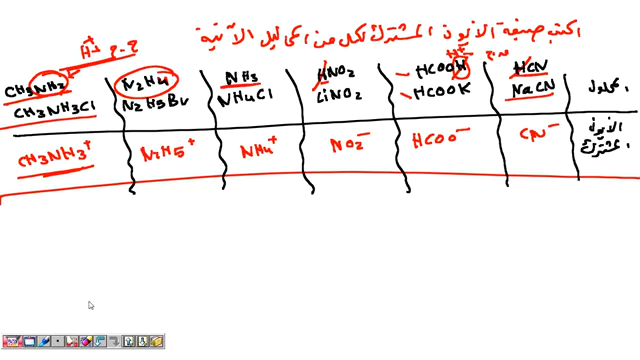 اكتب صيغة الأيون المشترك لكل من المحاليل الآتية
المحلول HCN HCOOH HNO2 NH3 N2H4 CH3NH2
NaCN HCOOK LiNO2 NH4Cl N2H5Br CH3NH3Cl
الأيون المشترك CN⁻ HCOO⁻ NO2⁻ NH4⁺ N2H5⁺ CH3NH3⁺
H⁺